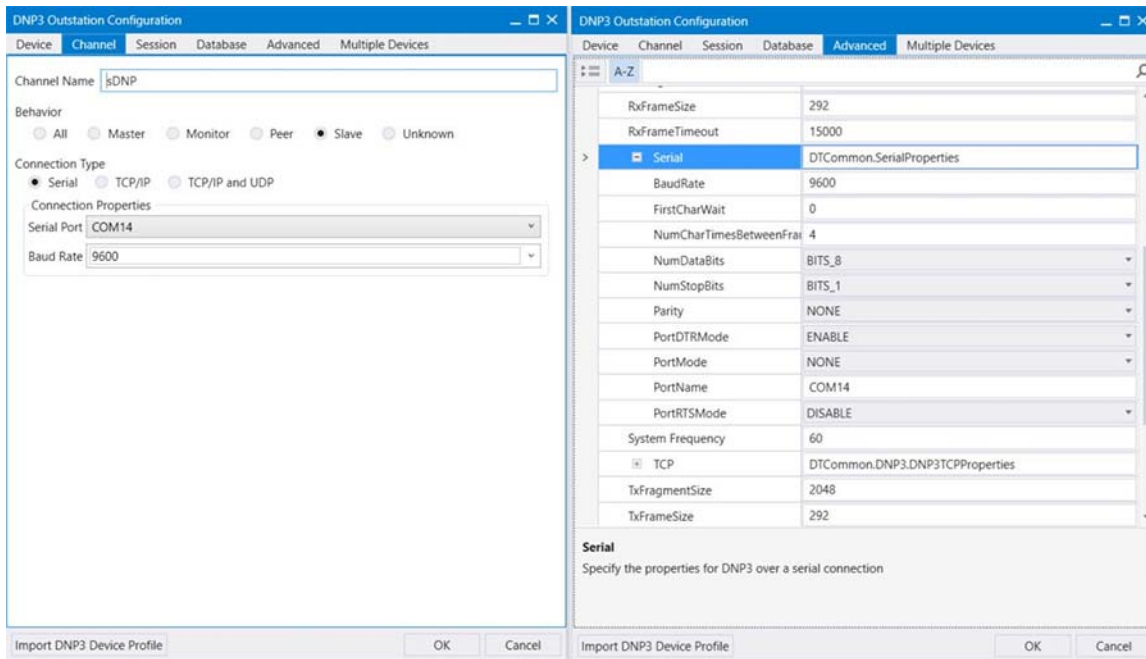 DNP3 Outstation Configuration
Device Channel Session Database Advanced Multiple Devices
Channel Name sDNP
Behavior
All Master Monitor Peer Slave Unknown
Connection Type
Serial TCP/IP TCP/IP and UDP
Connection Properties
Serial Port COM14
Baud Rate 9600
Import DNP3 Device Profile OK Cancel
DNP3 Outstation Configuration
Device Channel Session Database Advanced Multiple Devices
A-Z
RxFrameSize 292
RxFrameTimeout 15000
Serial DTCommon.SerialProperties
BaudRate 9600
FirstCharWait 0
NumCharTimesBetweenFra 4
NumDataBits BITS_8
NumStopBits BITS_1
Parity NONE
PortDTRMode ENABLE
PortMode NONE
PortName COM14
PortRTSMode DISABLE
System Frequency 60
TCP DTCommon.DNP3.DNP3TCPProperties
TxFragmentSize 2048
TxFrameSize 292
Serial
Specify the properties for DNP3 over a serial connection
Import DNP3 Device Profile OK Cancel